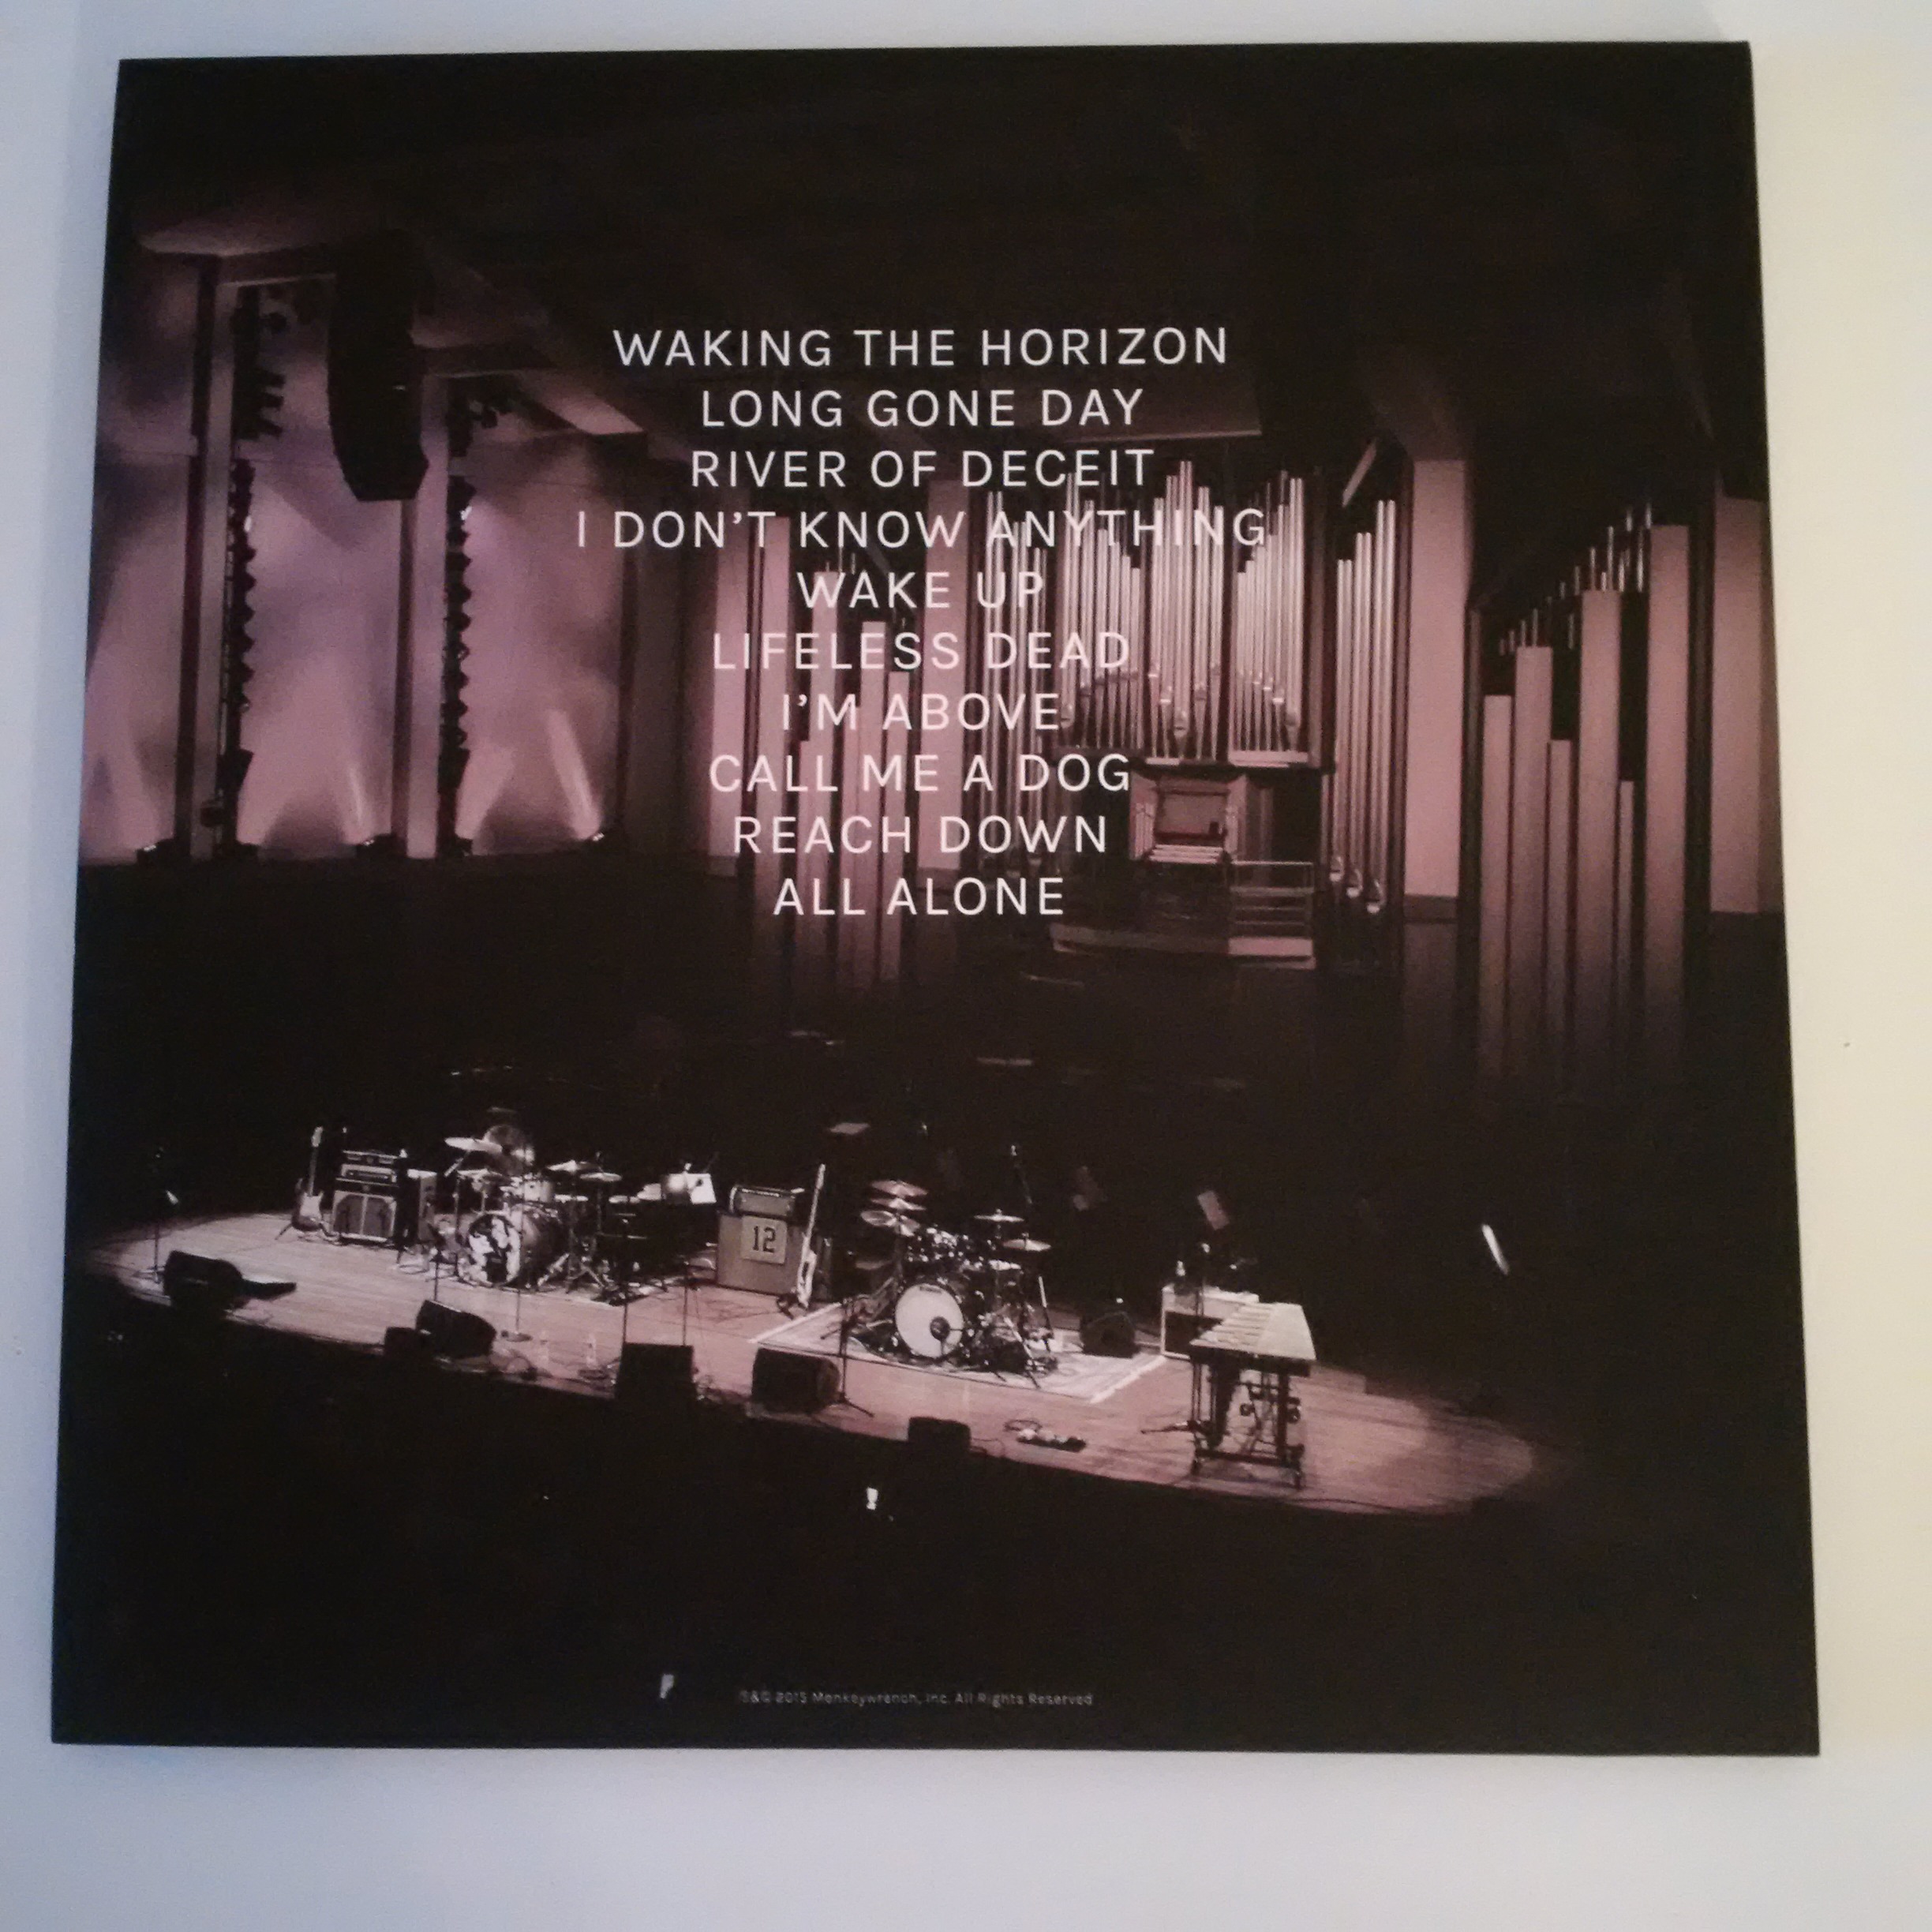 WAKING THE HORIZON
LONG GONE DAY
RIVER OF DECEIT
I DON'T KNOW ANYTHING
WAKE UP
LIFELESS DEAD
I'M ABOVE
CALL ME A DOG
REACH DOWN
ALL ALONE
12
2015 Monkeywrench, Inc. All Rights Reserved